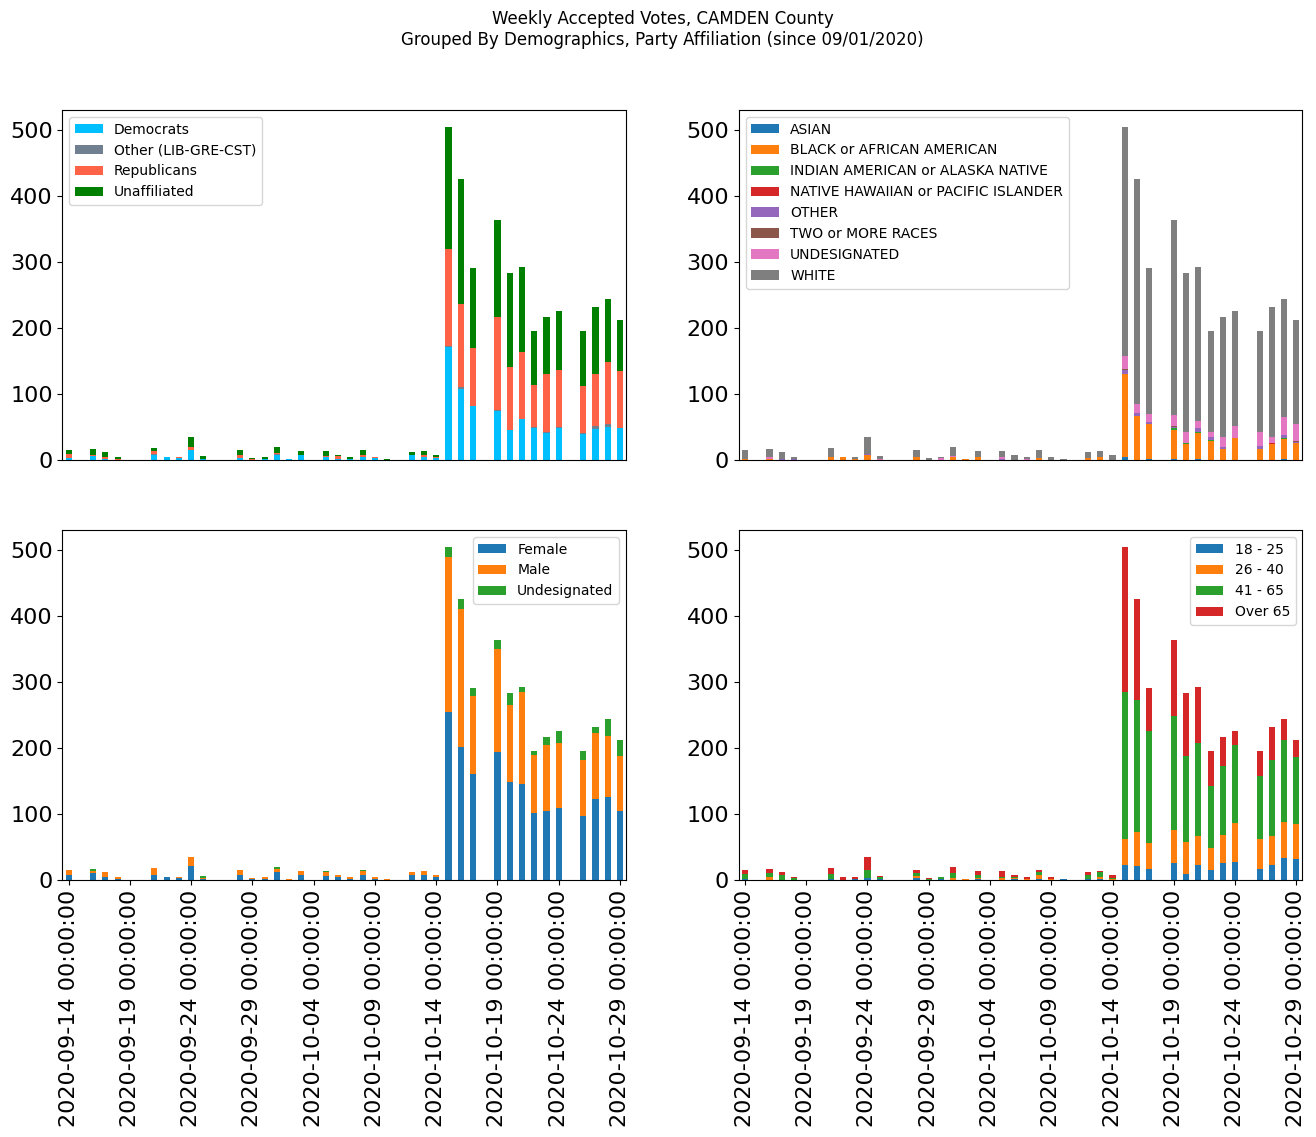 Weekly Accepted Votes, CAMDEN County
Grouped By Demographics, Party Affiliation (since 09/01/2020)
500
400
300
200
100
0
Democrats
Other (LIB-GRE-CST)
Republicans
Unaffiliated
500
400
300
200
100
0
ASIAN
BLACK or AFRICAN AMERICAN
INDIAN AMERICAN or ALASKA NATIVE
NATIVE HAWAIIAN or PACIFIC ISLANDER
OTHER
TWO or MORE RACES
UNDESIGNATED
WHITE
500
400
300
200
100
0
Female
Male
Undesignated
2020-09-14 00:00:00
2020-09-19 00:00:00
2020-09-24 00:00:00
2020-09-29 00:00:00
2020-10-04 00:00:00
2020-10-09 00:00:00
2020-10-14 00:00:00
2020-10-19 00:00:00
2020-10-24 00:00:00
2020-10-29 00:00:00
500
400
300
200
100
0
18 - 25
26 - 40
41 - 65
Over 65
2020-09-14 00:00:00
2020-09-19 00:00:00
2020-09-24 00:00:00
2020-09-29 00:00:00
2020-10-04 00:00:00
2020-10-09 00:00:00
2020-10-14 00:00:00
2020-10-19 00:00:00
2020-10-24 00:00:00
2020-10-29 00:00:00